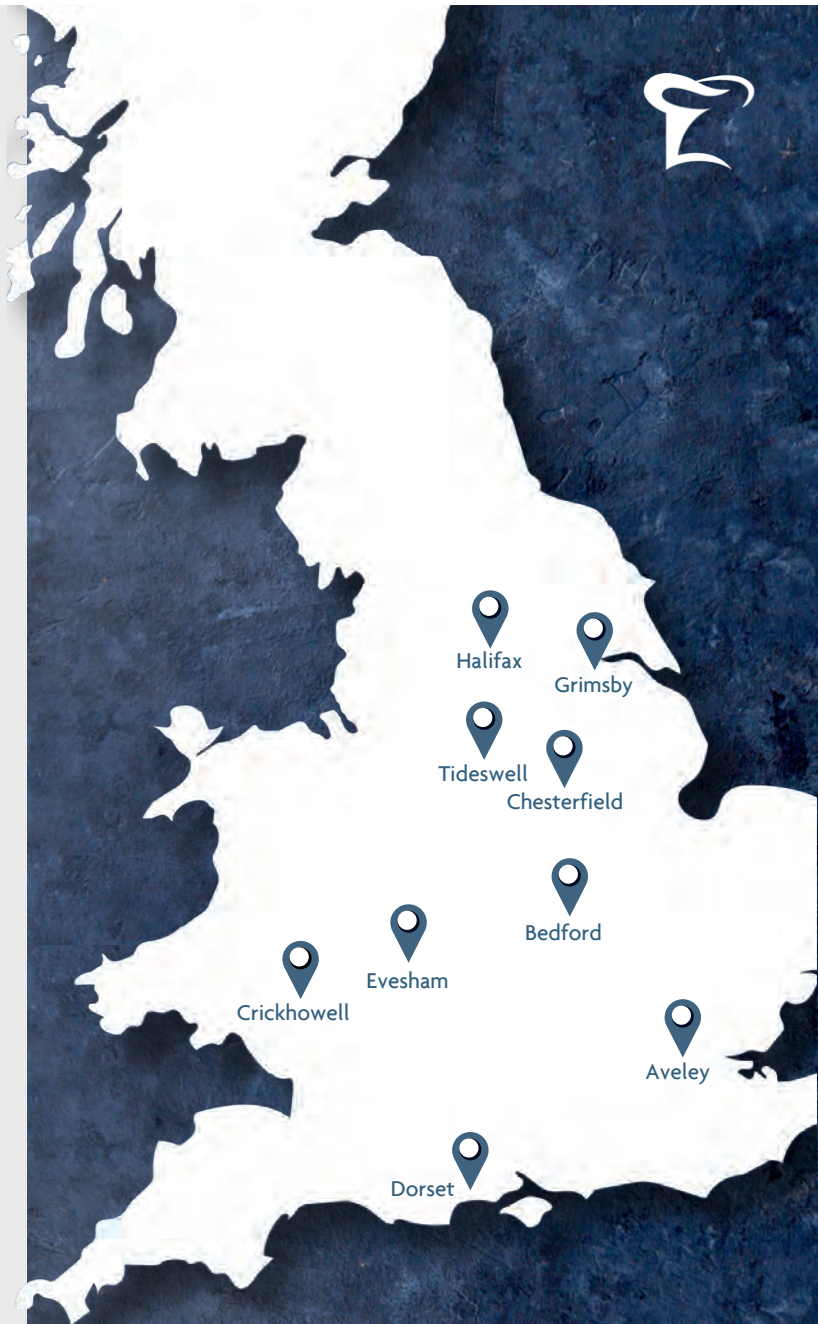 Halifax
Grimsby
Tideswell
Chesterfield
Bedford
Evesham
Crickhowell
Aveley
Dorset